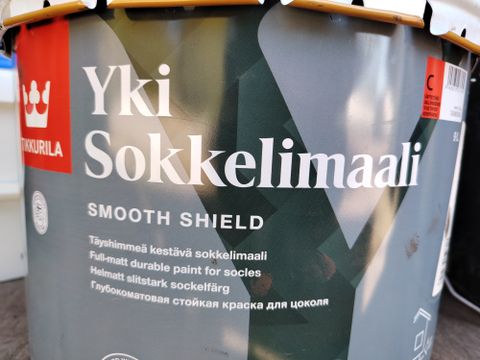 TIKKURILA
Yki
Sokkelimaali
SMOOTH SHIELD
Täyshimmeä kestävä sokkelimaali
Full-matt durable paint for socles
Helmatt slitstark sockelfärg
Глубокоматовая стойкая краска для цоколя
C
9 L